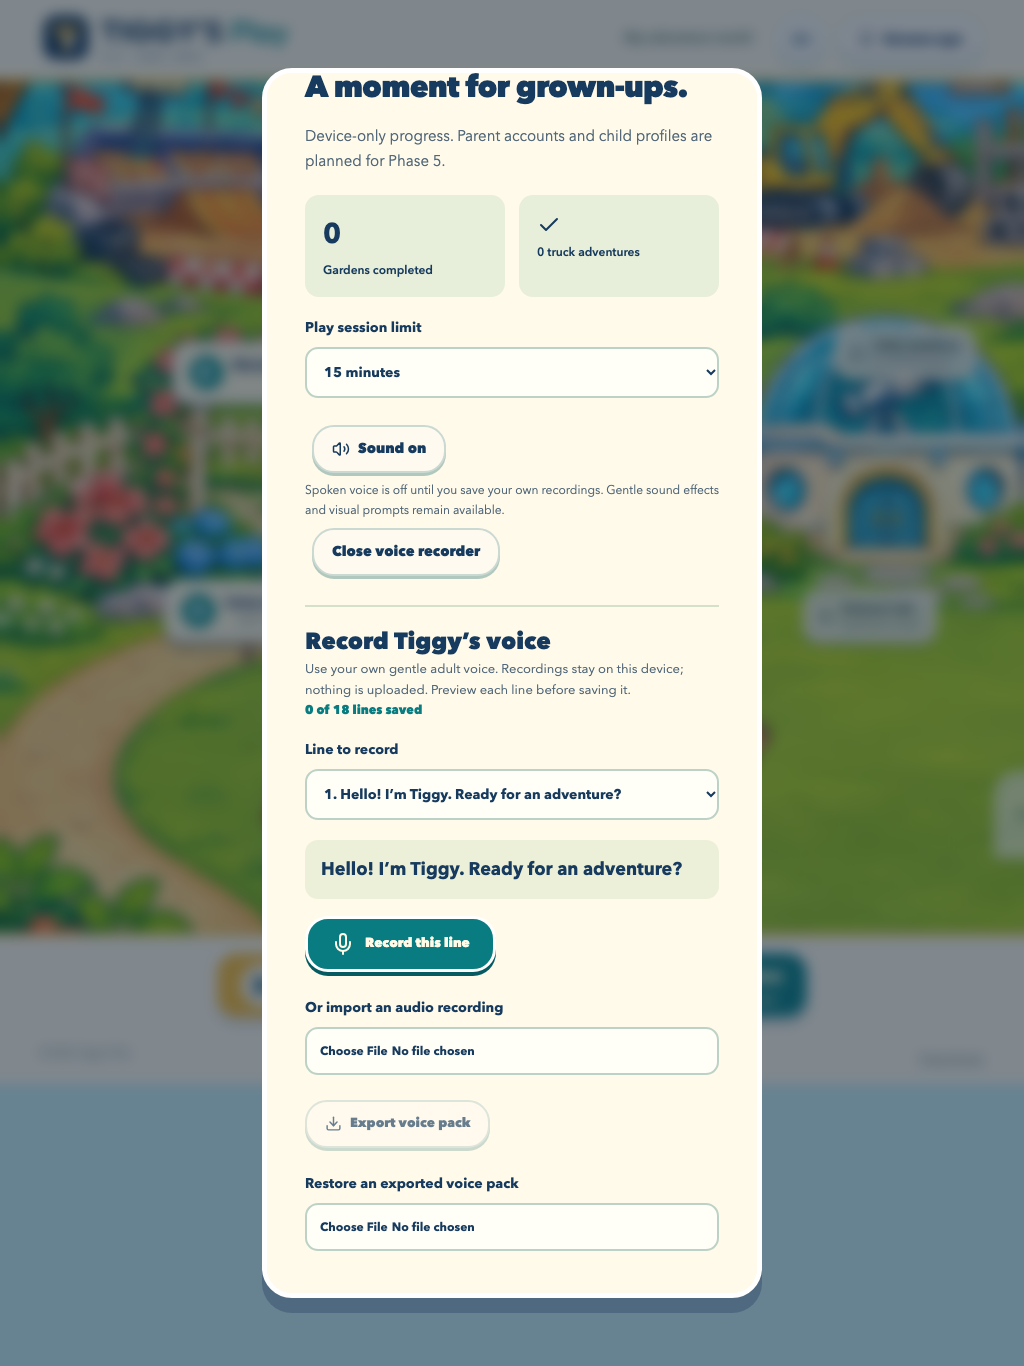 TIGGY'S Play
A moment for grown-ups.
Device-only progress. Parent accounts and child profiles are
planned for Phase 5.
0
Gardens completed
0 truck adventures
Play session limit
15 minutes
Sound on
Spoken voice is off until you save your own recordings. Gentle sound effects
and visual prompts remain available.
Close voice recorder
Record Tiggy’s voice
Use your own gentle adult voice. Recordings stay on this device;
nothing is uploaded. Preview each line before saving it.
0 of 18 lines saved
Line to record
1. Hello! I’m Tiggy. Ready for an adventure?
Hello! I’m Tiggy. Ready for an adventure?
Record this line
Or import an audio recording
Choose File No file chosen
Export voice pack
Restore an exported voice pack
Choose File No file chosen